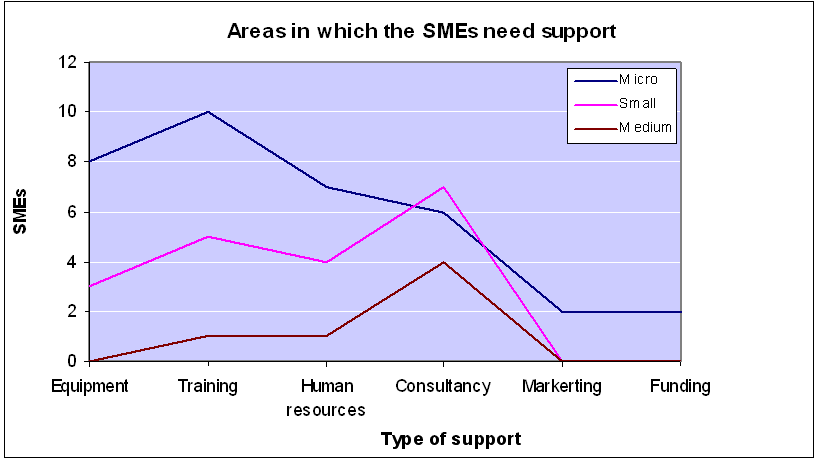 Areas in which the SMEs need support
12
10
8
6
4
2
0
SMEs
Micro
Small
Medium
Equipment Training Human Consultancy Markerting Funding
resources
Type of support